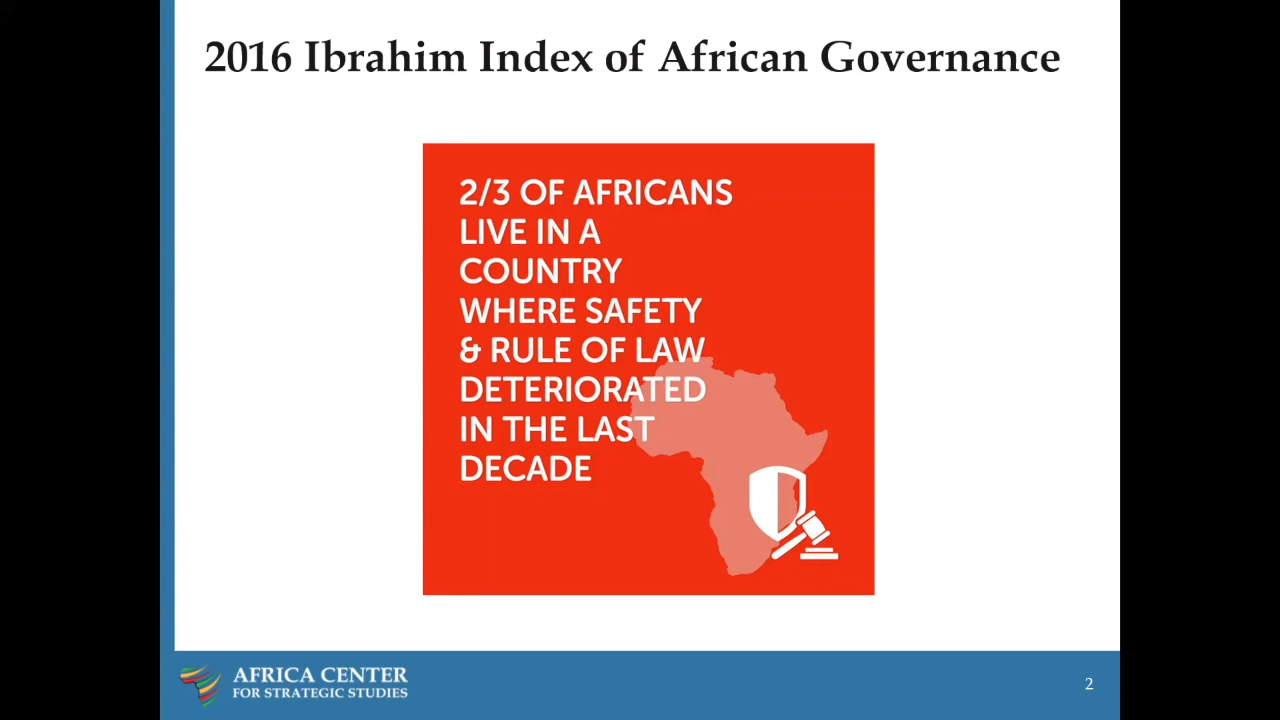 2016 Ibrahim Index of African Governance
2/3 OF AFRICANS
LIVE IN A
COUNTRY
WHERE SAFETY
& RULE OF LAW
DETERIORATED
IN THE LAST
DECADE
AFRICA CENTER
FOR STRATEGIC STUDIES
2